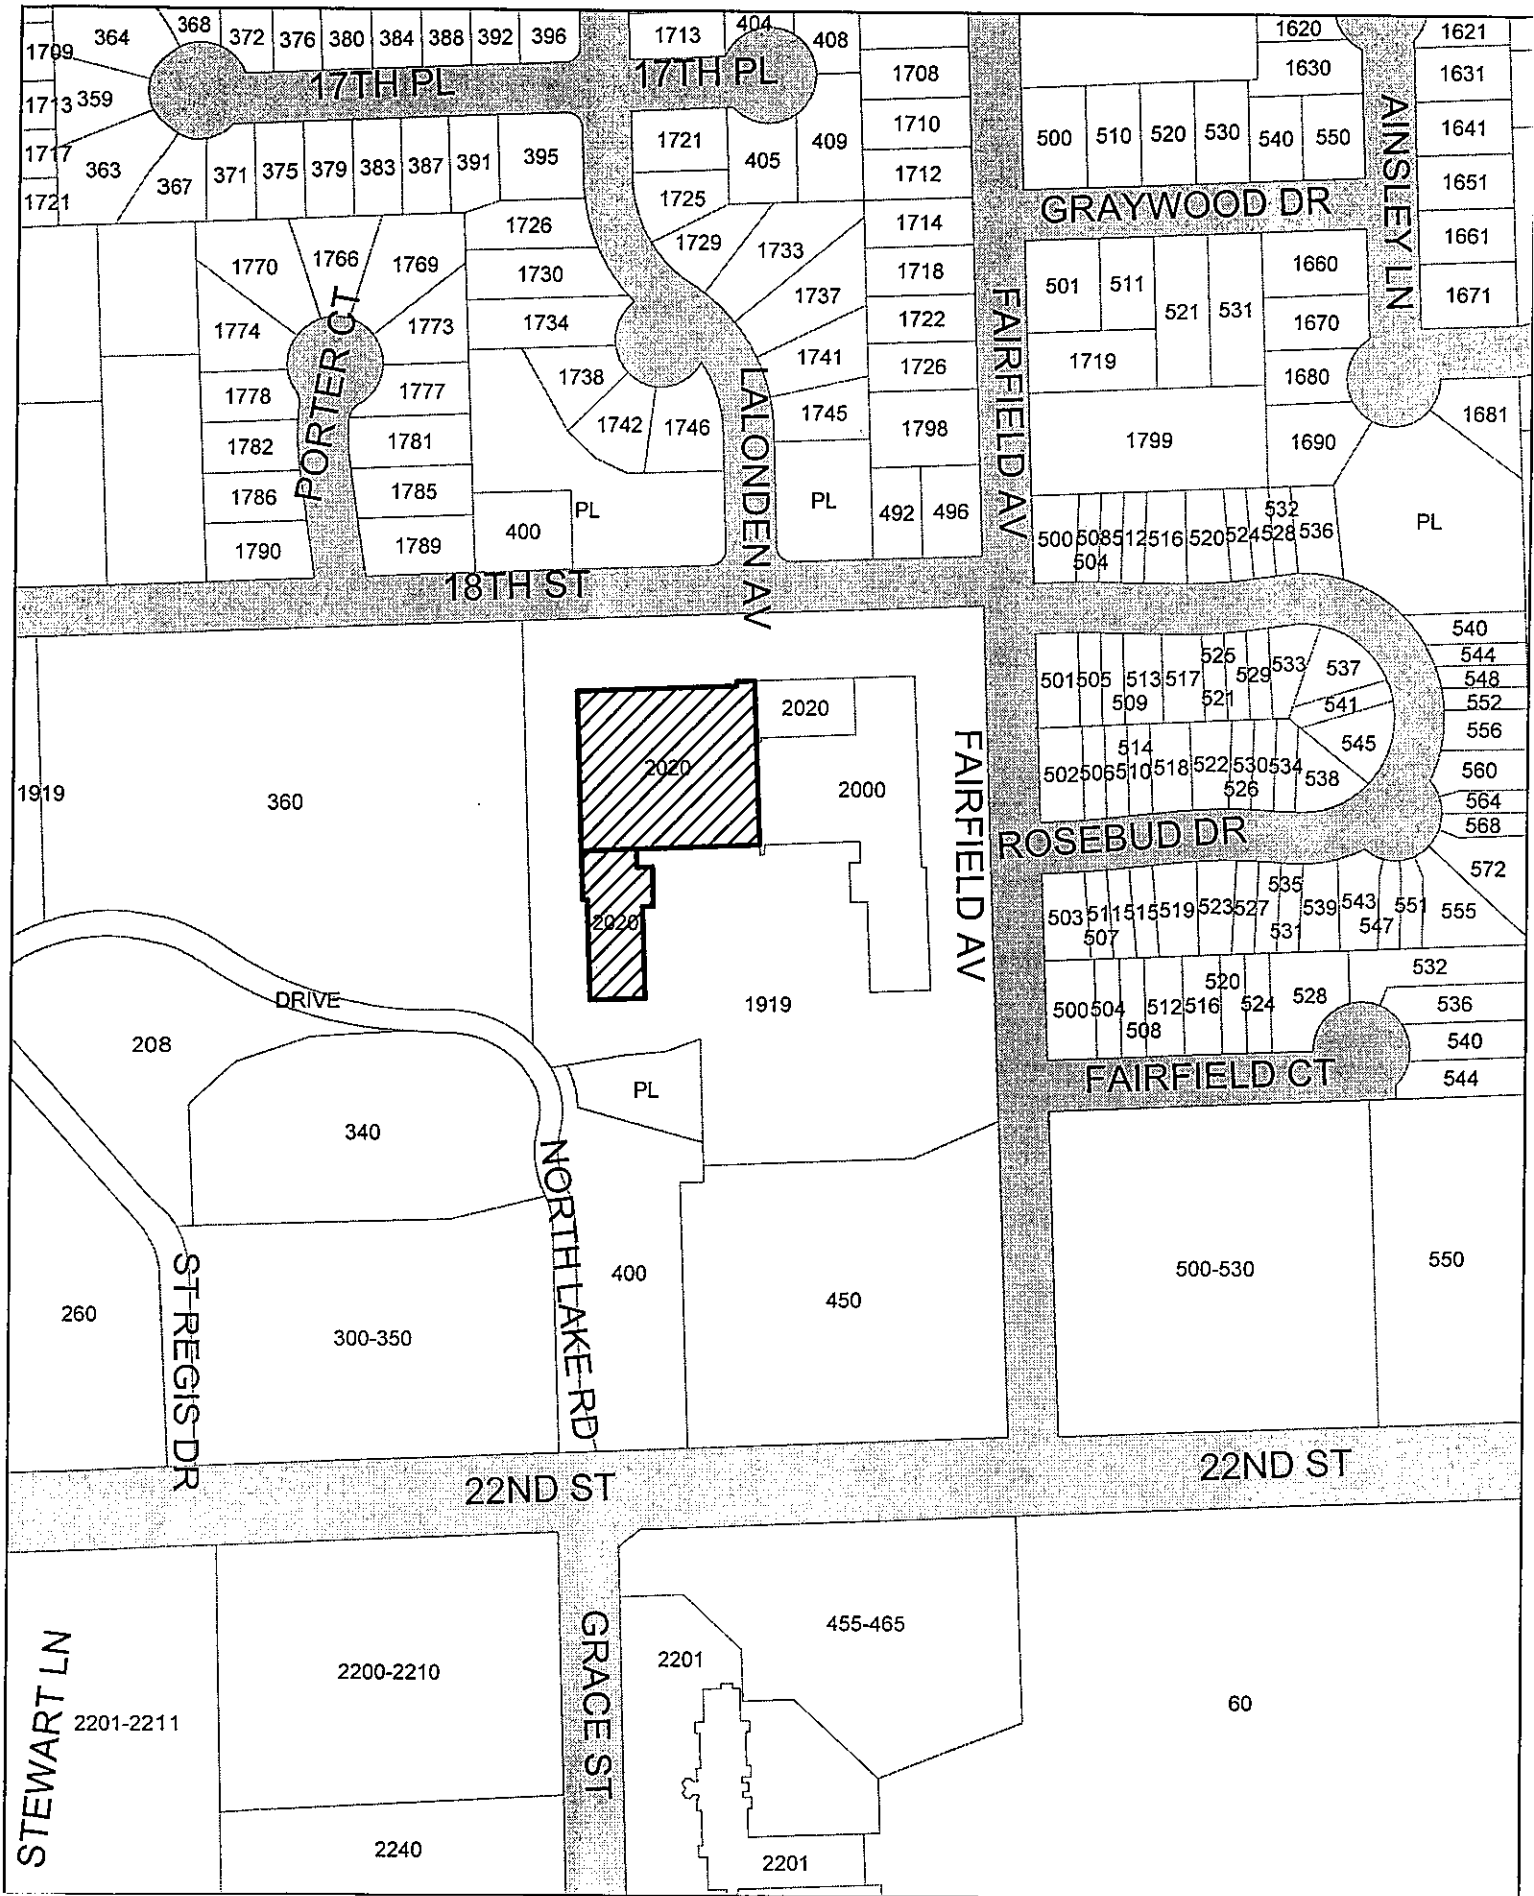 364 368 372 376 380 384 388 392 396 1713 404 408 1620 1621
1709 17TH PL 17TH PL 1708 1630 1631
1713 359 1721 409 1710 500 510 520 530 540 550 AINSLEY LN 1641
1717 363 367 371 375 379 383 387 391 395 405 1712 1651
1721 1725 GRAYWOOD DR
1726 1729 1733 1714 1661
1770 1766 1769 1730 1718 501 511 1660 1671
1774 PORTER CT 1773 1734 1737 1722 FAIRFIELD AV 521 531 1670
1738 LALONDEN AV 1741 1726 1719 1680
1778 1777 1742 1746 1745 1798 1799 1690 1681
1782 1781
1786 1785 400 PL PL 492 496 532 PL
1790 1789 500 508 512 516 520 524 528 536
504
18TH ST
540
525 544
501 505 513 517 529 533 537 548
509 521 541 552
2020 514 545 556
2020 502 506 510 518 522 530 534 538 560
1919 360 2000 FAIRFIELD AV 526 564
ROSEBUD DR 568
535 572
2020 503 511 515 519 523 527 539 543 551 555
507 531 547
532
DRIVE 1919 520 536
500 504 512 516 524 528
208 508 540
PL FAIRFIELD CT 544
340 NORTH LAKE RD
260 ST REGIS DR 300-350 400 450 500-530 550
22ND ST 22ND ST
STEWART LN 2201-2211 2200-2210 GRACE ST 2201 455-465 60
2240 2201